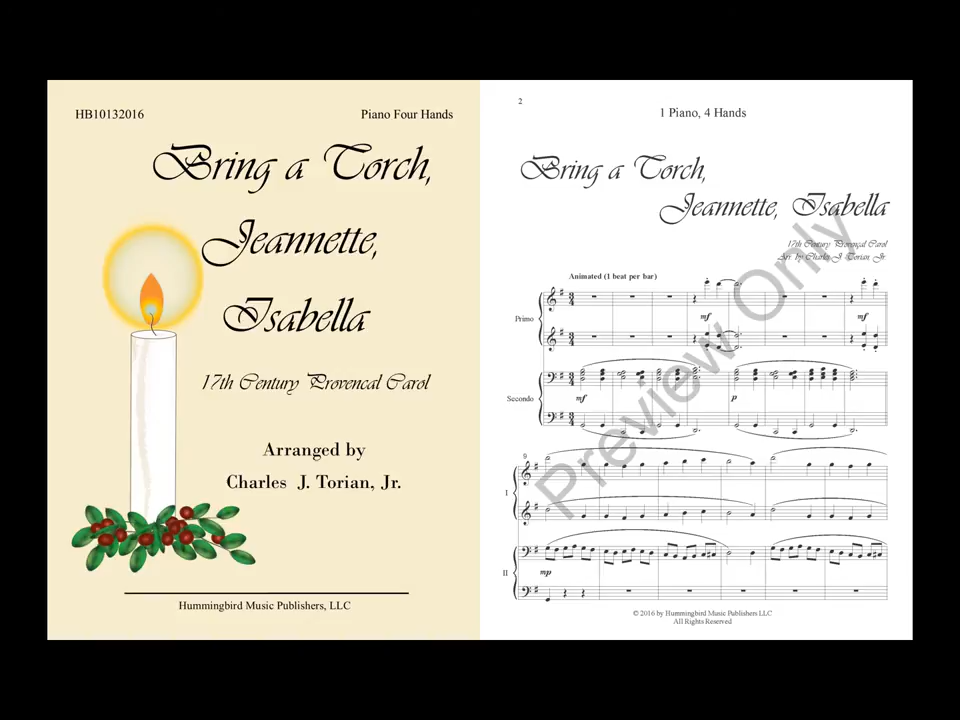 HB10132016
Piano Four Hands
Bring a Torch,
Jeannette,
Isabella
17th Century Provencal Carol
Arranged by
Charles J. Torian, Jr.
Hummingbird Music Publishers, LLC
2
1 Piano, 4 Hands
Bring a Torch,
Jeannette, Isabella
17th Century Provençal Carol
Arr. by Charles J. Torian, Jr.
Animated (1 beat per bar)
Primo
mf
mf
Secondo
mf
p
Preview Only
9
I
II
mp
© 2016 by Hummingbird Music Publishers LLC
All Rights Reserved